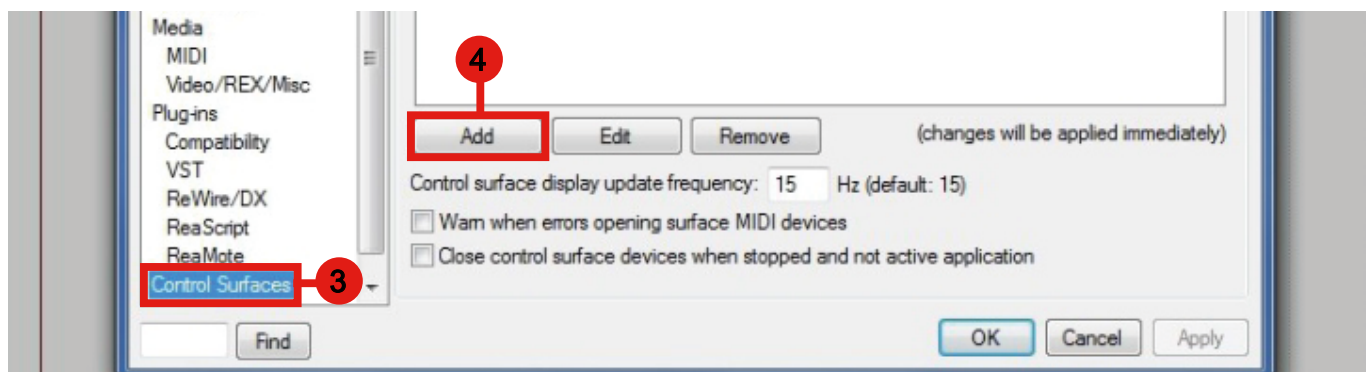 Media
MIDI
Video/REX/Misc
Plug-ins
Compatibility
VST
ReWire/DX
ReaScript
ReaMote
Control Surfaces
3
4
Add Edit Remove (changes will be applied immediately)
Control surface display update frequency: 15 Hz (default: 15)
Warn when errors opening surface MIDI devices
Close control surface devices when stopped and not active application
Find OK Cancel Apply